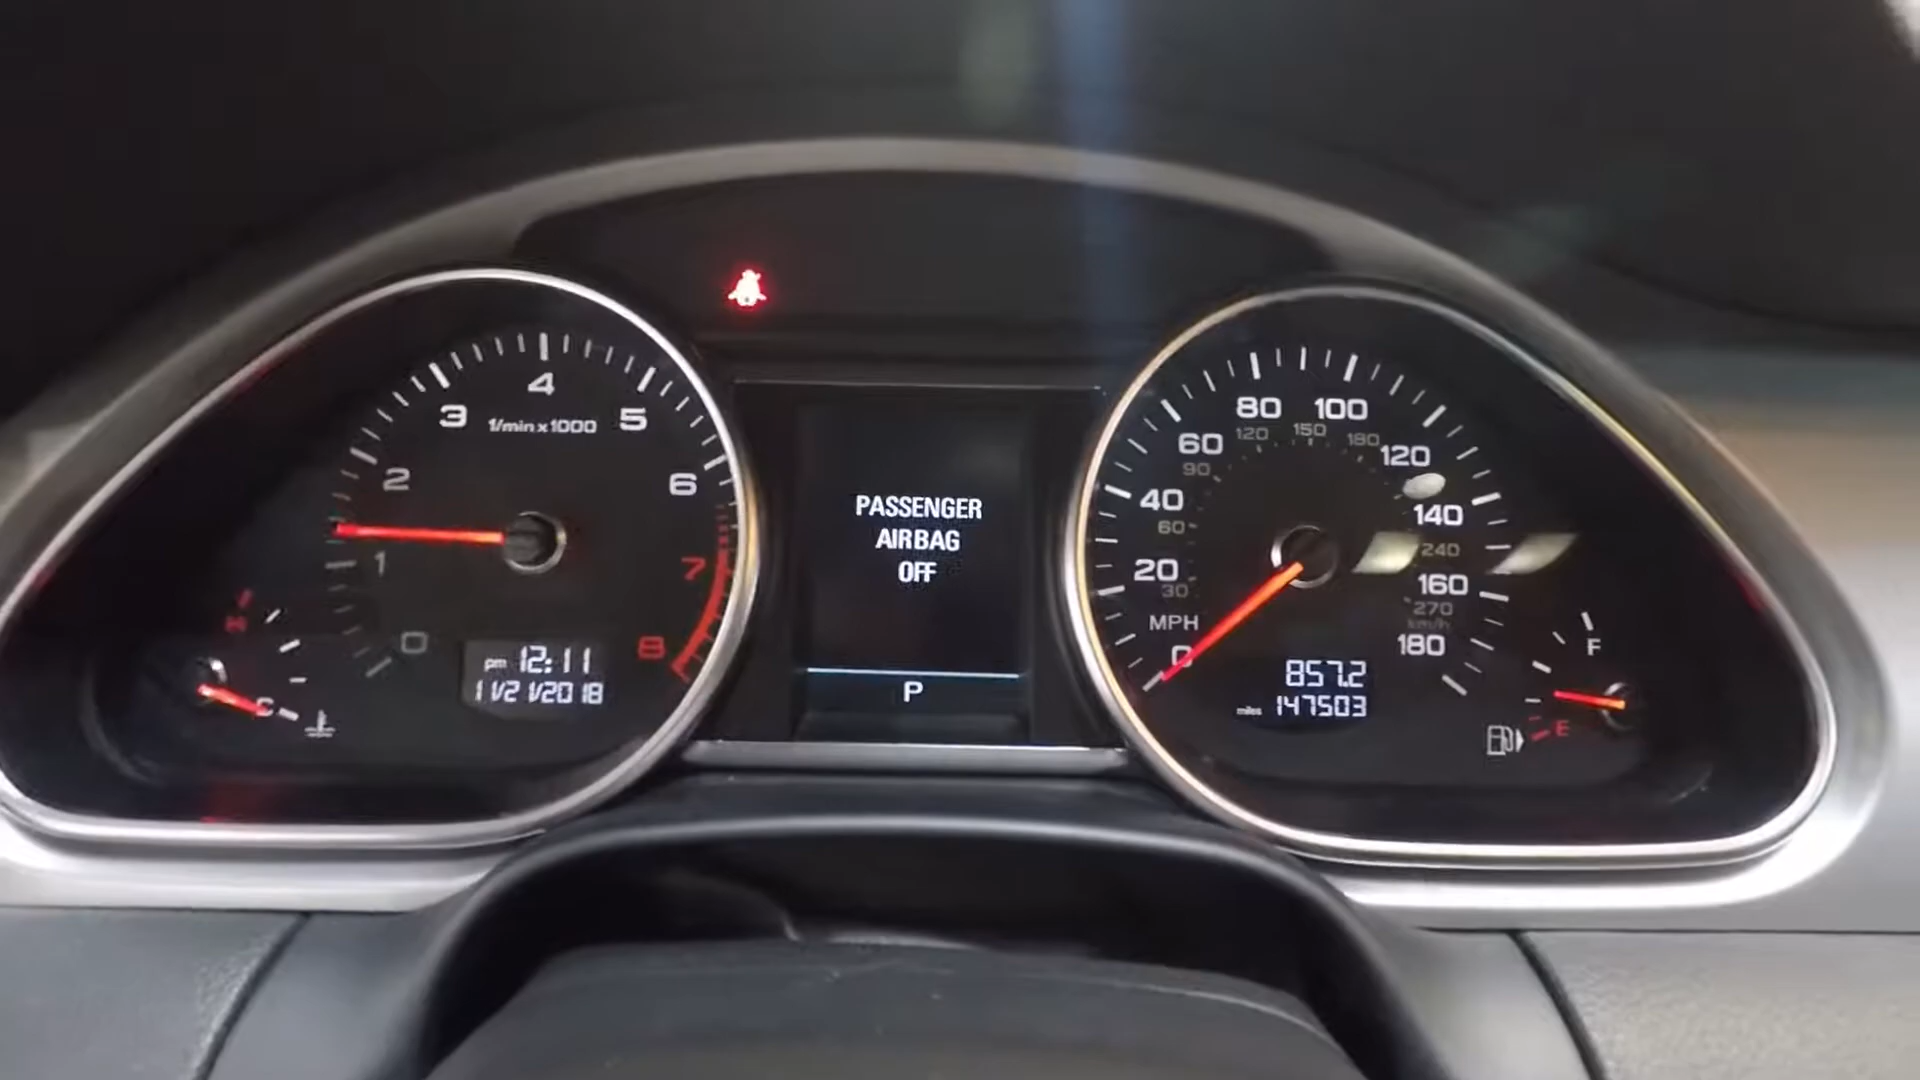 4
3
1/min x 1000
5
2
6
1
7
0
8
H
C
pm 12:11
11/21/2018
PASSENGER
AIRBAG
OFF
P
80 100
120 150 180
60
90
120
40
60
140
240
20
30
160
270
km/h
MPH
0
180
857.2
miles 147503
F
E